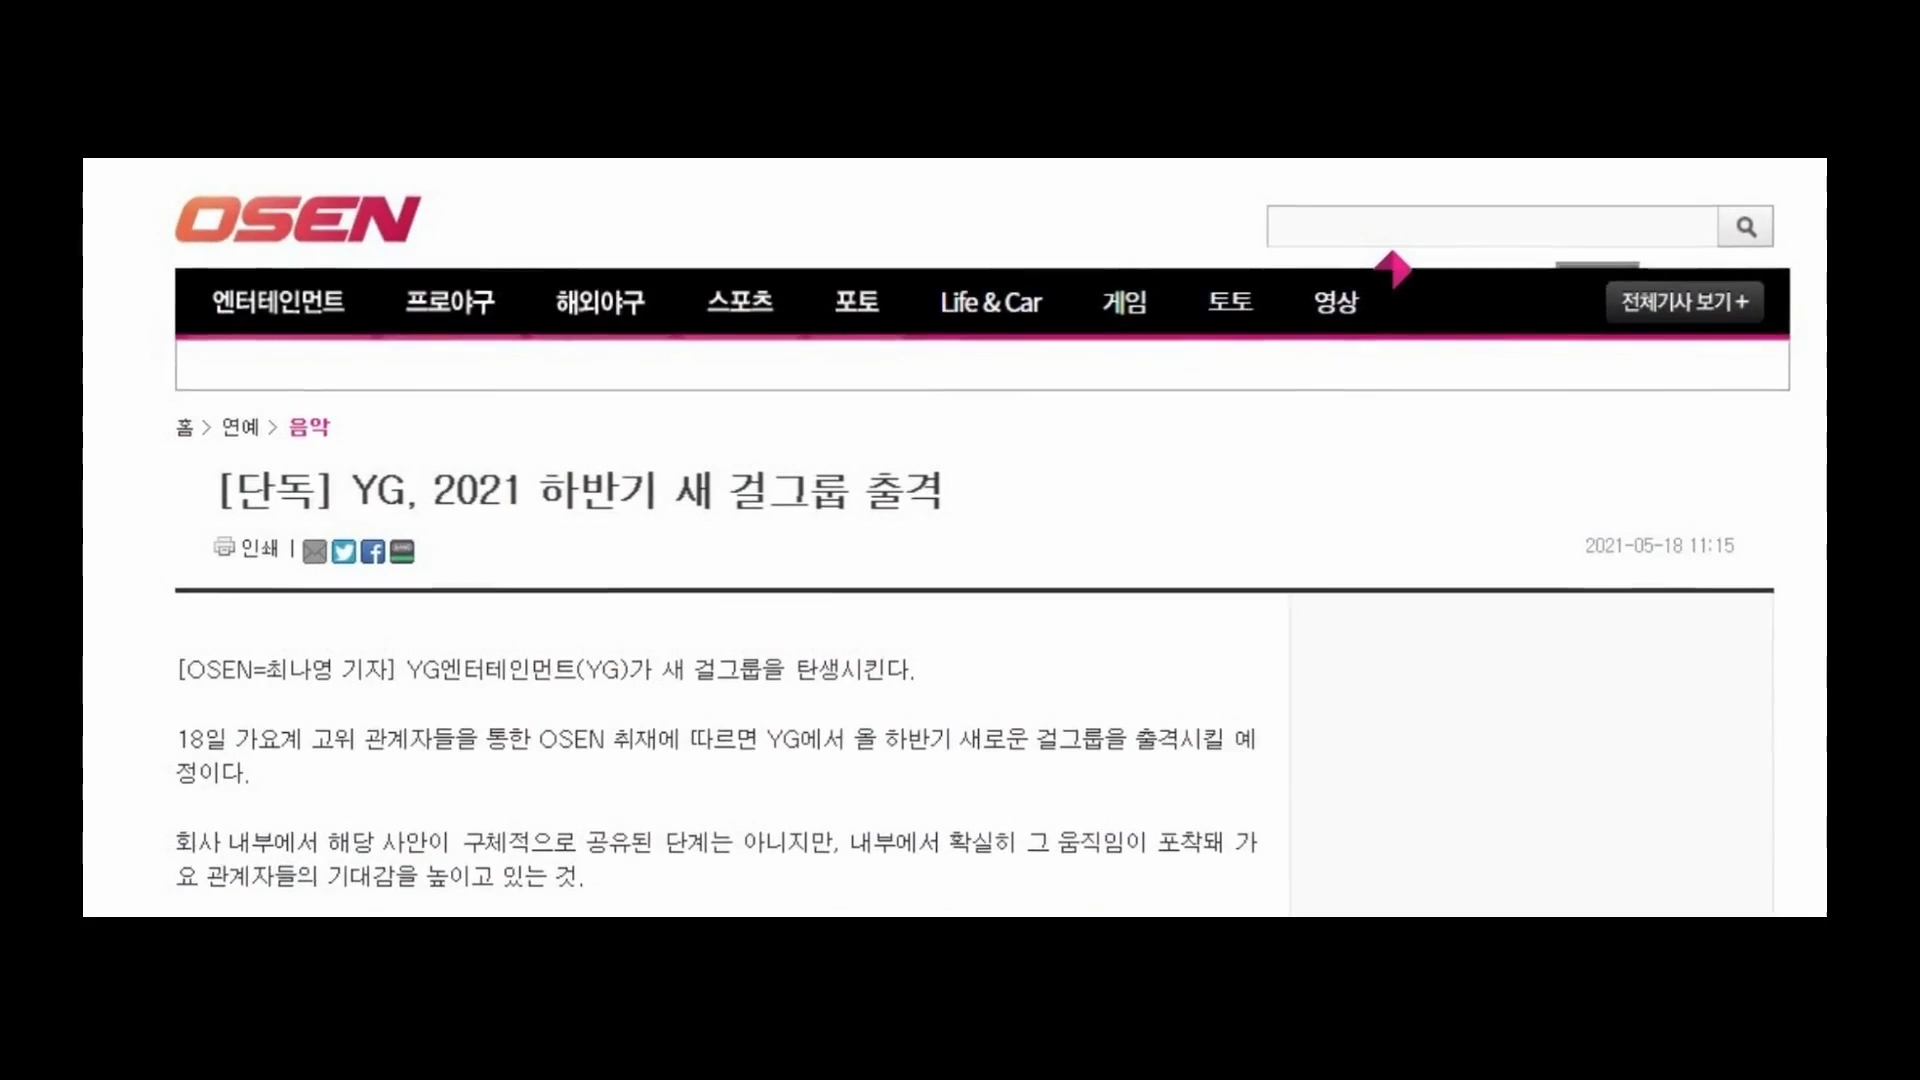 OSEN
엔터테인먼트 프로야구 해외야구 스포츠 포토 Life & Car 게임 토토 영상 전체기사 보기 +
홈 > 연예 > 음악
[단독] YG, 2021 하반기 새 걸그룹 출격
인쇄 |
2021-05-18 11:15
[OSEN=최나영 기자] YG엔터테인먼트(YG)가 새 걸그룹을 탄생시킨다.
18일 가요계 고위 관계자들을 통한 OSEN 취재에 따르면 YG에서 올 하반기 새로운 걸그룹을 출격시킬 예
정이다.
회사 내부에서 해당 사안이 구체적으로 공유된 단계는 아니지만, 내부에서 확실히 그 움직임이 포착돼 가
요 관계자들의 기대감을 높이고 있는 것.